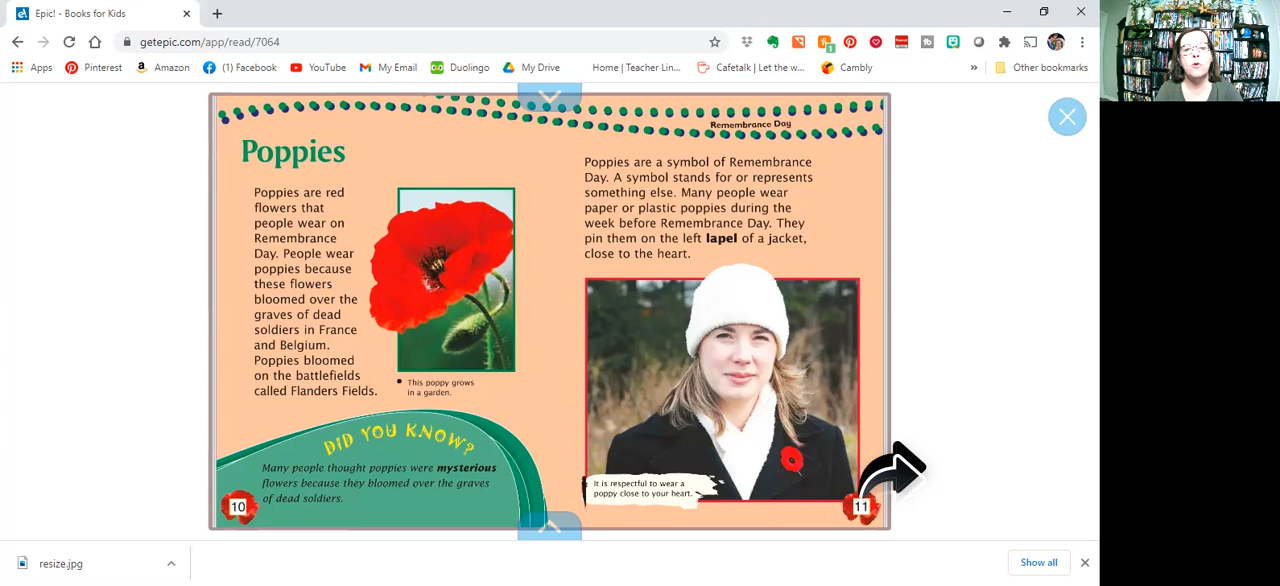 Epic! - Books for Kids
getepic.com/app/read/7064
1
Apps
Pinterest
Amazon
(1) Facebook
YouTube
My Email
Duolingo
My Drive
Home | Teacher Lin...
Cafetalk | Let the w...
Cambly
»
Other bookmarks
Remembrance Day
Poppies
Poppies are red
flowers that
people wear on
Remembrance
Day. People wear
poppies because
these flowers
bloomed over the
graves of dead
soldiers in France
and Belgium.
Poppies bloomed
on the battlefields
called Flanders Fields.
This poppy grows
in a garden.
DID YOU KNOW?
Many people thought poppies were mysterious
flowers because they bloomed over the graves
of dead soldiers.
10
Poppies are a symbol of Remembrance
Day. A symbol stands for or represents
something else. Many people wear
paper or plastic poppies during the
week before Remembrance Day. They
pin them on the left lapel of a jacket,
close to the heart.
It is respectful to wear a
poppy close to your heart.
11
resize.jpg
Show all